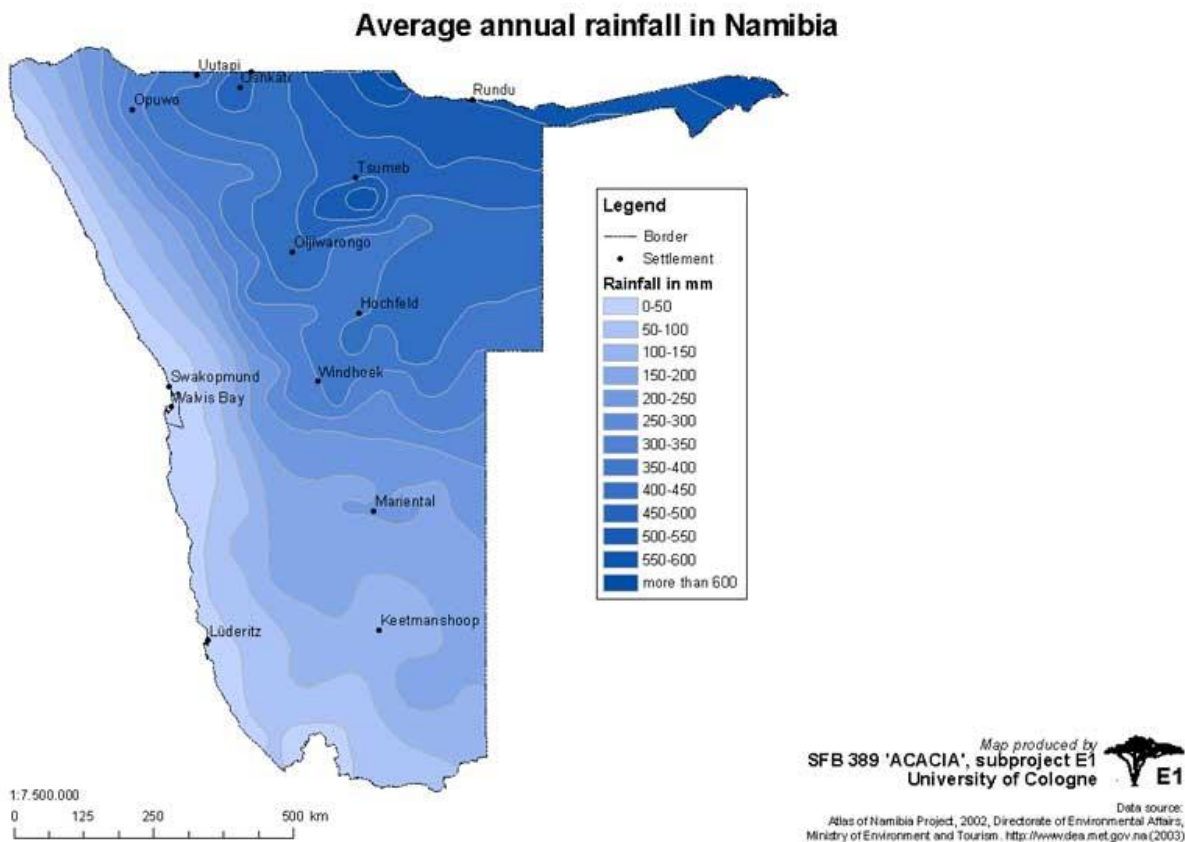 Average annual rainfall in Namibia
Uutapi
Oshkati
Opuwo
Rundu
Tsumeb
Oijiwarongo
Hochfeld
Windhoek
Swakopmund
Walvis Bay
Mariental
Keetmanshoop
Lüderitz
Legend
Border
Settlement
Rainfall in mm
0-50
50-100
100-150
150-200
200-250
250-300
300-350
350-400
400-450
450-500
500-550
550-600
more than 600
Map produced by
SFB 389 'ACACIA', subproject E1
University of Cologne
E1
1:7.500.000
0 125 250 500 km
Data source:
Atlas of Namibia Project, 2002, Directorate of Environmental Affairs,
Ministry of Environment and Tourism. http://www.dea.met.gov.na (2003)